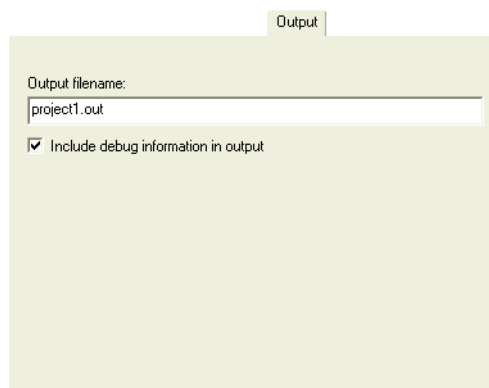 Output
Output filename:
project1.out
Include debug information in output